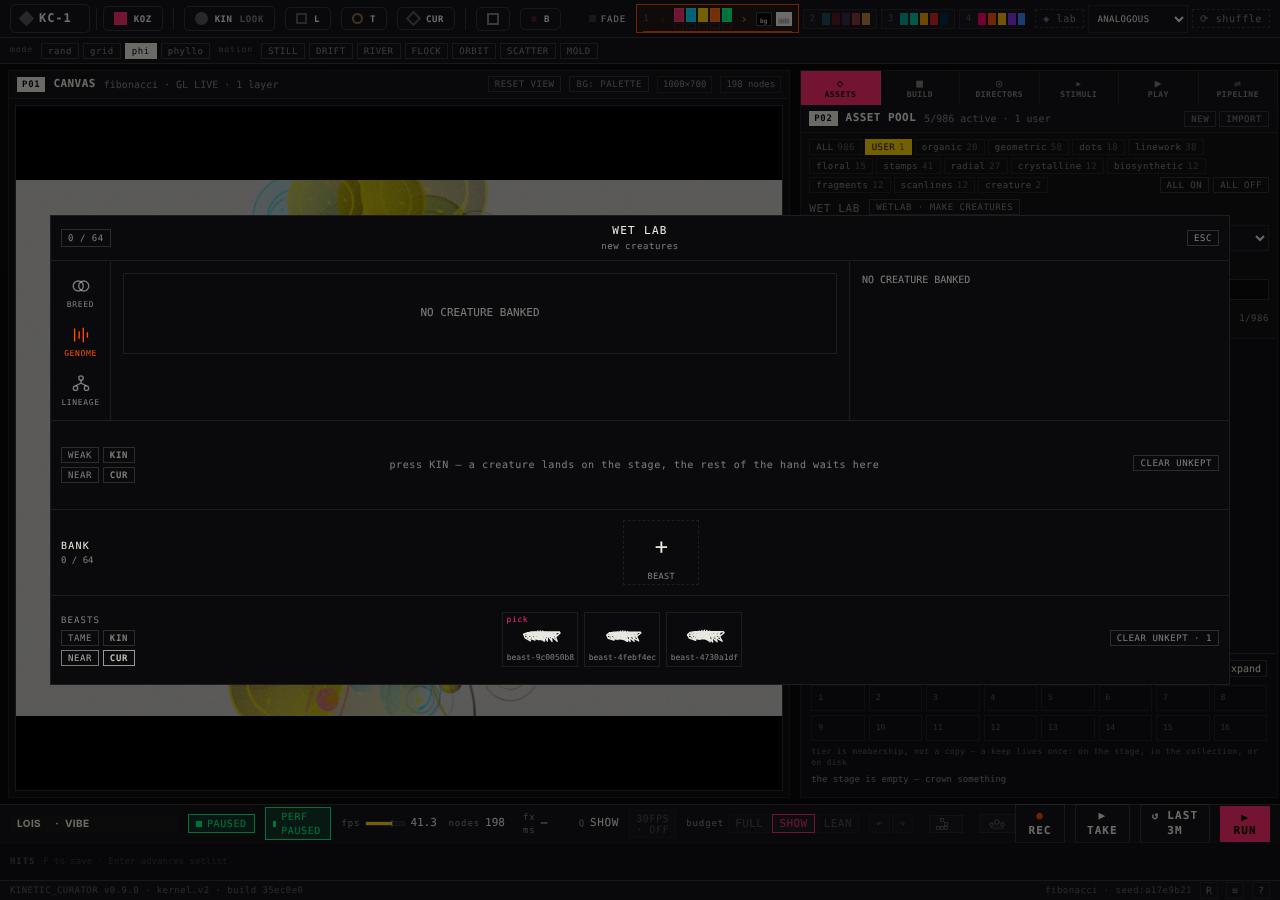 KC-1
KOZ
KIN LOOK
L
T
CUR
B
FADE
1
bg
2
3
4
lab
ANALOGOUS
shuffle
mode
rand
grid
phi
phyllo
motion
STILL
DRIFT
RIVER
FLOCK
ORBIT
SCATTER
MOLD
P01 CANVAS fibonacci · GL LIVE · 1 layer
RESET VIEW
BG: PALETTE
1000×700
198 nodes
ASSETS
BUILD
DIRECTORS
STIMULI
PLAY
PIPELINE
P02 ASSET POOL 5/986 active · 1 user
NEW
IMPORT
ALL 986
USER 1
organic 20
geometric 58
dots 18
linework 38
floral 15
stamps 41
radial 27
crystalline 12
biosynthetic 12
fragments 12
scanlines 12
creature 2
ALL ON
ALL OFF
WET LAB
WETLAB · MAKE CREATURES
1/986
0 / 64
WET LAB
new creatures
ESC
BREED
GENOME
LINEAGE
NO CREATURE BANKED
NO CREATURE BANKED
WEAK KIN
NEAR CUR
press KIN — a creature lands on the stage, the rest of the hand waits here
CLEAR UNKEPT
BANK
0 / 64
+
BEAST
BEASTS
TAME KIN
NEAR CUR
pick
beast-9c0050b8
beast-4febf4ec
beast-4730a1df
CLEAR UNKEPT · 1
xpand
1 2 3 4 5 6 7 8
9 10 11 12 13 14 15 16
tier is membership, not a copy — a keep lives once: on the stage, in the collection, or
on disk
the stage is empty — crown something
LOIS · VIBE
PAUSED
PERF
PAUSED
fps 41.3
nodes 198
fx
ms
—
Q SHOW
30FPS
· OFF
budget
FULL
SHOW
LEAN
REC
TAKE
↺ LAST
3M
RUN
HITS F to save · Enter advances setlist
KINETIC_CURATOR v0.9.0 · kernel.v2 · build 35ec0e0
fibonacci · seed:a17e9b21
R
≡
?